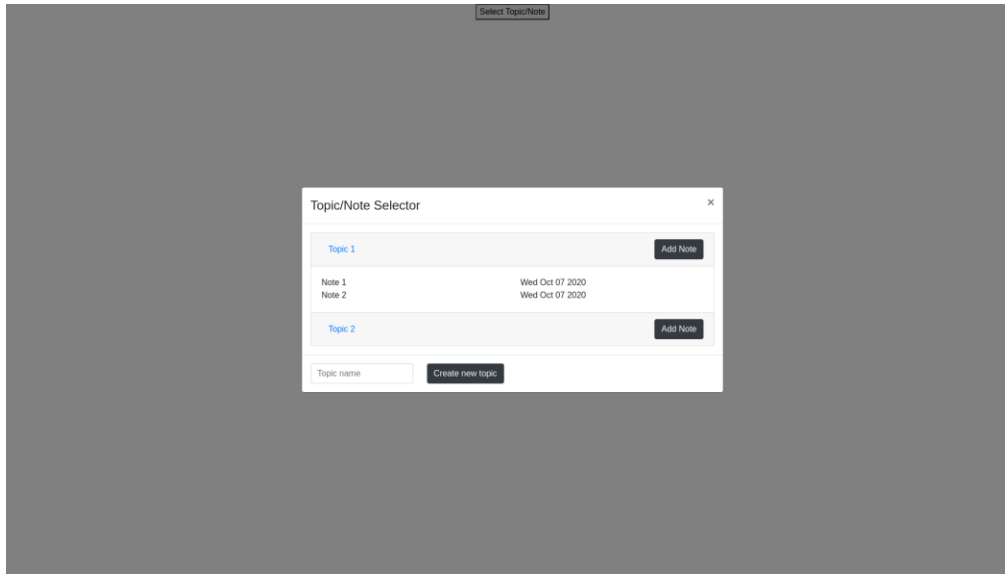 Select Topic/Note
Topic/Note Selector ×
Topic 1 Add Note
Note 1 Wed Oct 07 2020
Note 2 Wed Oct 07 2020
Topic 2 Add Note
Topic name Create new topic